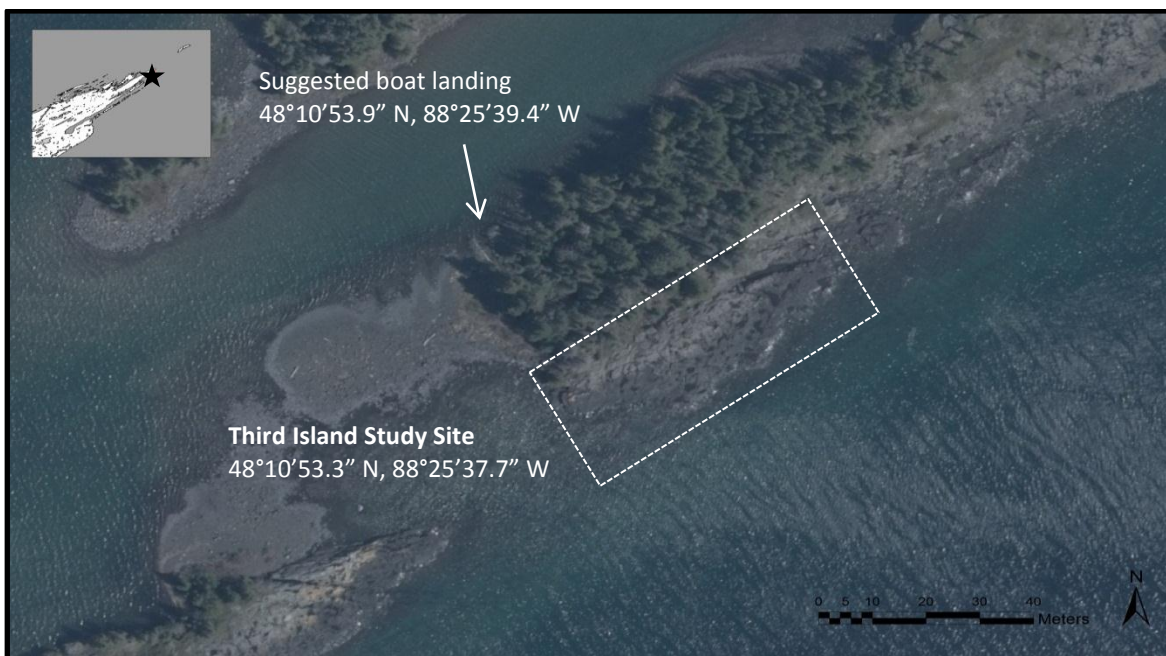 Suggested boat landing
48°10’53.9” N, 88°25’39.4” W
Third Island Study Site
48°10’53.3” N, 88°25’37.7” W
N
0 5 10 20 30 40
Meters